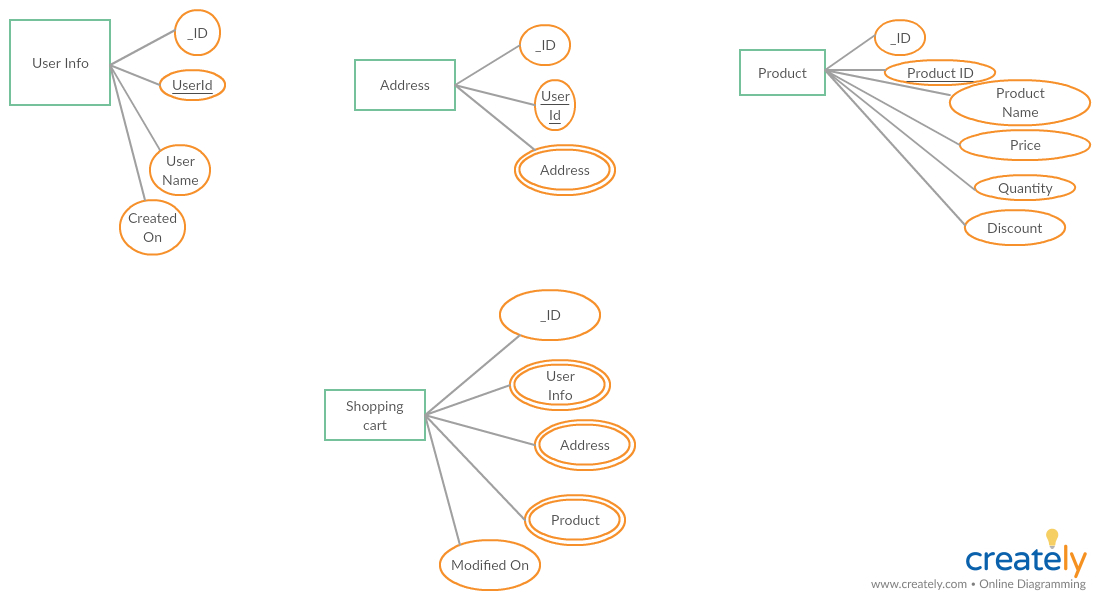 User Info
_ID
UserId
User
Name
Created
On
Address
_ID
User
Id
Address
Product
_ID
Product ID
Product
Name
Price
Quantity
Discount
Shopping
cart
_ID
User
Info
Address
Product
Modified On
creately
www.creately.com • Online Diagramming